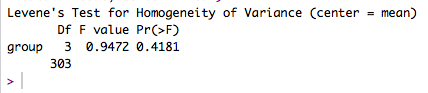 Levene's Test for Homogeneity of Variance (center = mean)
       Df F value Pr(>F)
group   3  0.9472 0.4181
      303
>